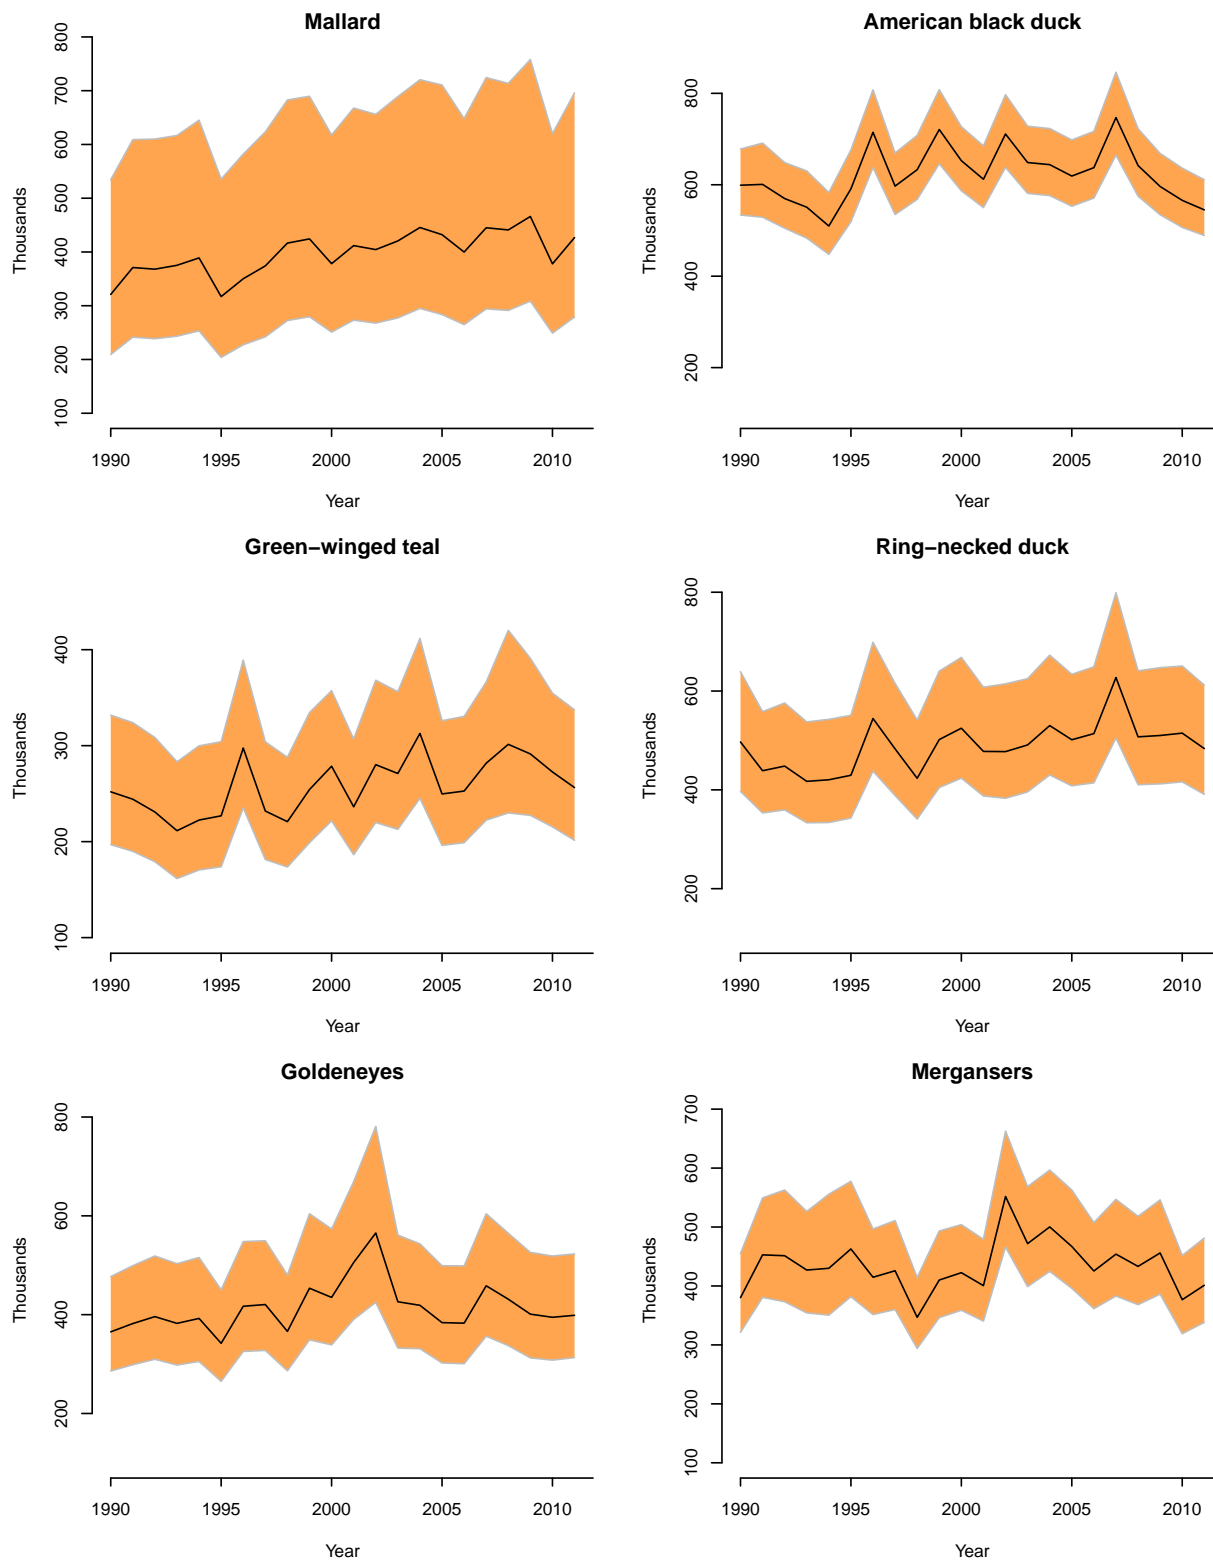 Mallard
Thousands
800
700
600
500
400
300
200
100
1990 1995 2000 2005 2010
Year
American black duck
Thousands
800
600
400
200
1990 1995 2000 2005 2010
Year
Green−winged teal
Thousands
400
300
200
100
1990 1995 2000 2005 2010
Year
Ring−necked duck
Thousands
800
600
400
200
1990 1995 2000 2005 2010
Year
Goldeneyes
Thousands
800
600
400
200
1990 1995 2000 2005 2010
Year
Mergansers
Thousands
700
600
500
400
300
200
100
1990 1995 2000 2005 2010
Year